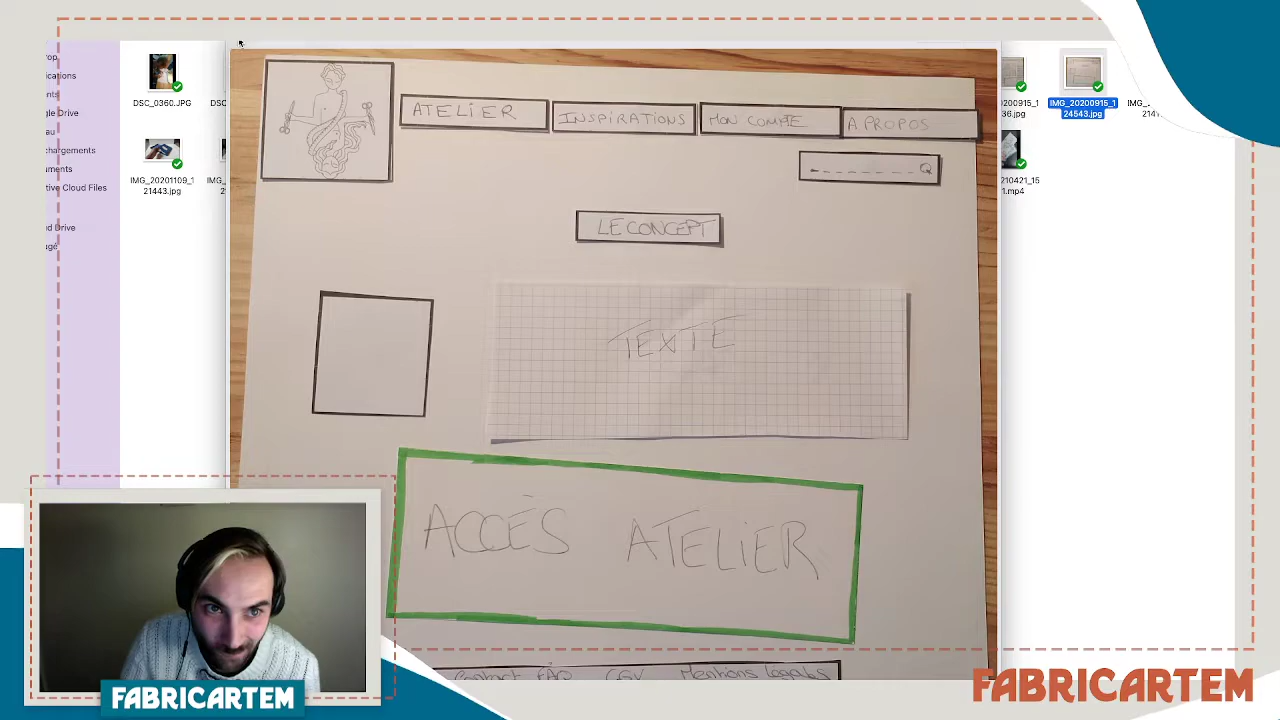 DSC_0360.JPG
IMG_20201109_1
21443.jpg
IMG_20200915_1
24543.jpg
ATELIER
INSPIRATIONS
MON COMPTE
A PROPOS
LE CONCEPT
TEXTE
ACCÈS ATELIER
Contact FAQ CGV Mentions légales
FABRICARTEM
FABRICARTEM